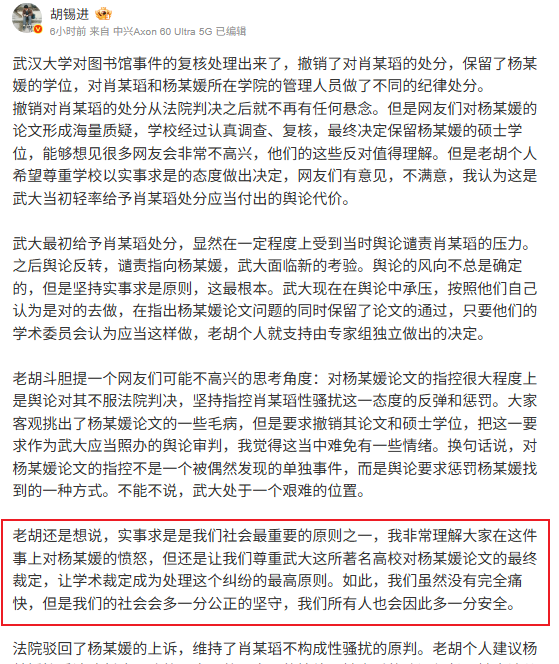 胡锡进
6小时前 来自 中兴Axon 60 Ultra 5G 已编辑
武汉大学对图书馆事件的复核处理出来了，撤销了对肖某瑫的处分，保留了杨某
媛的学位，对肖某瑫和杨某媛所在学院的管理人员做了不同的纪律处分。
撤销对肖某瑫的处分从法院判决之后就不再有任何悬念。但是网友们对杨某媛的
论文形成海量质疑，学校经过认真调查、复核，最终决定保留杨某媛的硕士学
位，能够想见很多网友会非常不高兴，他们的这些反对值得理解。但是老胡个人
希望尊重学校以实事求是的态度做出决定，网友们有意见，不满意，我认为这是
武大当初轻率给予肖某瑫处分应当付出的舆论代价。
武大最初给予肖某瑫处分，显然在一定程度上受到当时舆论谴责肖某瑫的压力。
之后舆论反转，谴责指向杨某媛，武大面临新的考验。舆论的风向不总是确定
的，但是坚持实事求是原则，这最根本。武大现在在舆论中承压，按照他们自己
认为是对的去做，在指出杨某媛论文问题的同时保留了论文的通过，只要他们的
学术委员会认为应当这样做，老胡个人就支持由专家组独立做出的决定。
老胡斗胆提一个网友们可能不高兴的思考角度：对杨某媛论文的指控很大程度上
是舆论对其不服法院判决，坚持指控肖某瑫性骚扰这一态度的反弹和惩罚。大家
客观挑出了杨某媛论文的一些毛病，但是要求撤销其论文和硕士学位，把这一要
求作为武大应当照办的舆论审判，我觉得这当中难免有一些情绪。换句话说，对
杨某媛论文的指控不是一个被偶然发现的单独事件，而是舆论要求惩罚杨某媛找
到的一种方式。不能不说，武大处于一个艰难的位置。
老胡还是想说，实事求是是我们社会最重要的原则之一，我非常理解大家在这件
事上对杨某媛的愤怒，但还是让我们尊重武大这所著名高校对杨某媛论文的最终
裁定，让学术裁定成为处理这个纠纷的最高原则。如此，我们虽然没有完全痛
快，但是我们的社会会多一分公正的坚守，我们所有人也会因此多一分安全。
法院驳回了杨某媛的上诉，维持了肖某瑫不构成性骚扰的原判。老胡个人建议杨